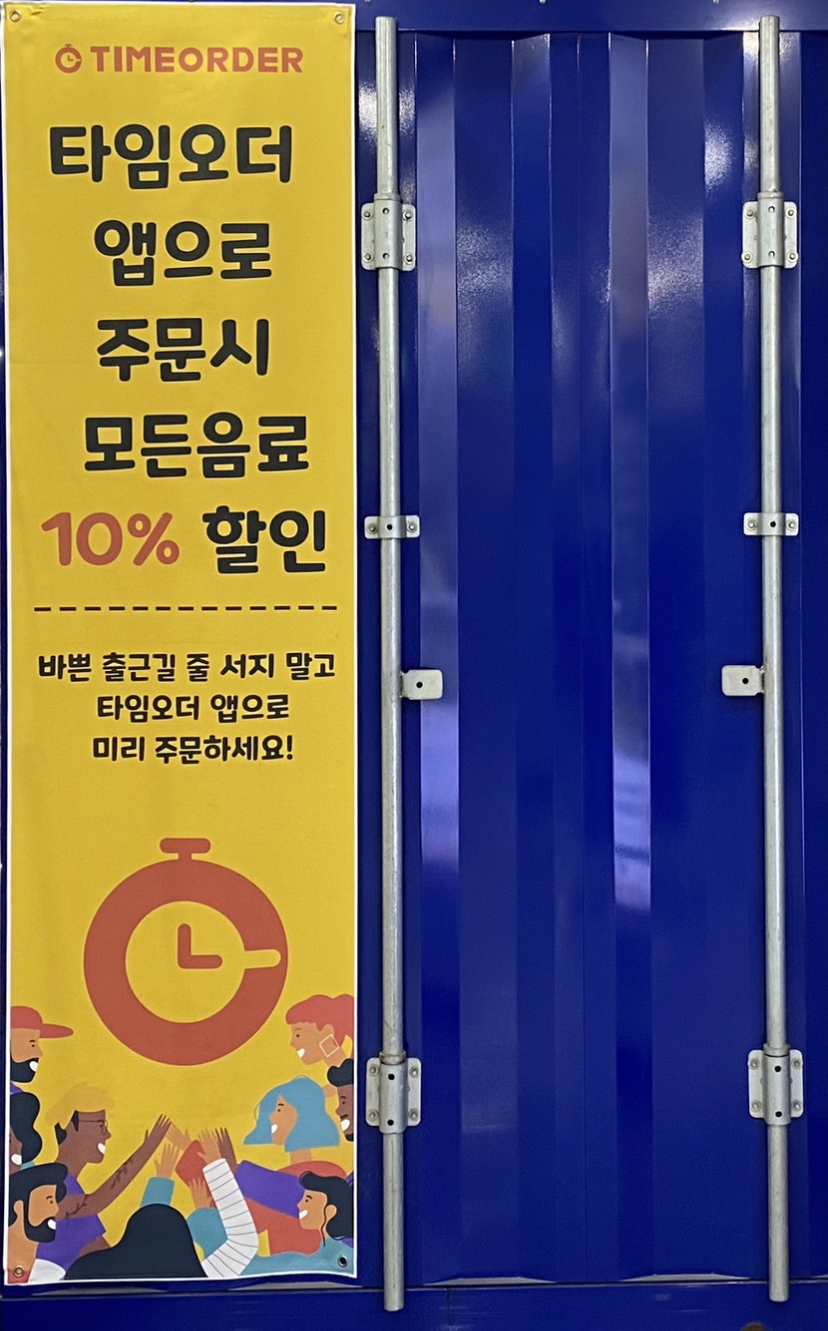 TIMEORDER
타임오더
앱으로
주문시
모든음료
10% 할인
바쁜 출근길 줄 서지 말고
타임오더 앱으로
미리 주문하세요!